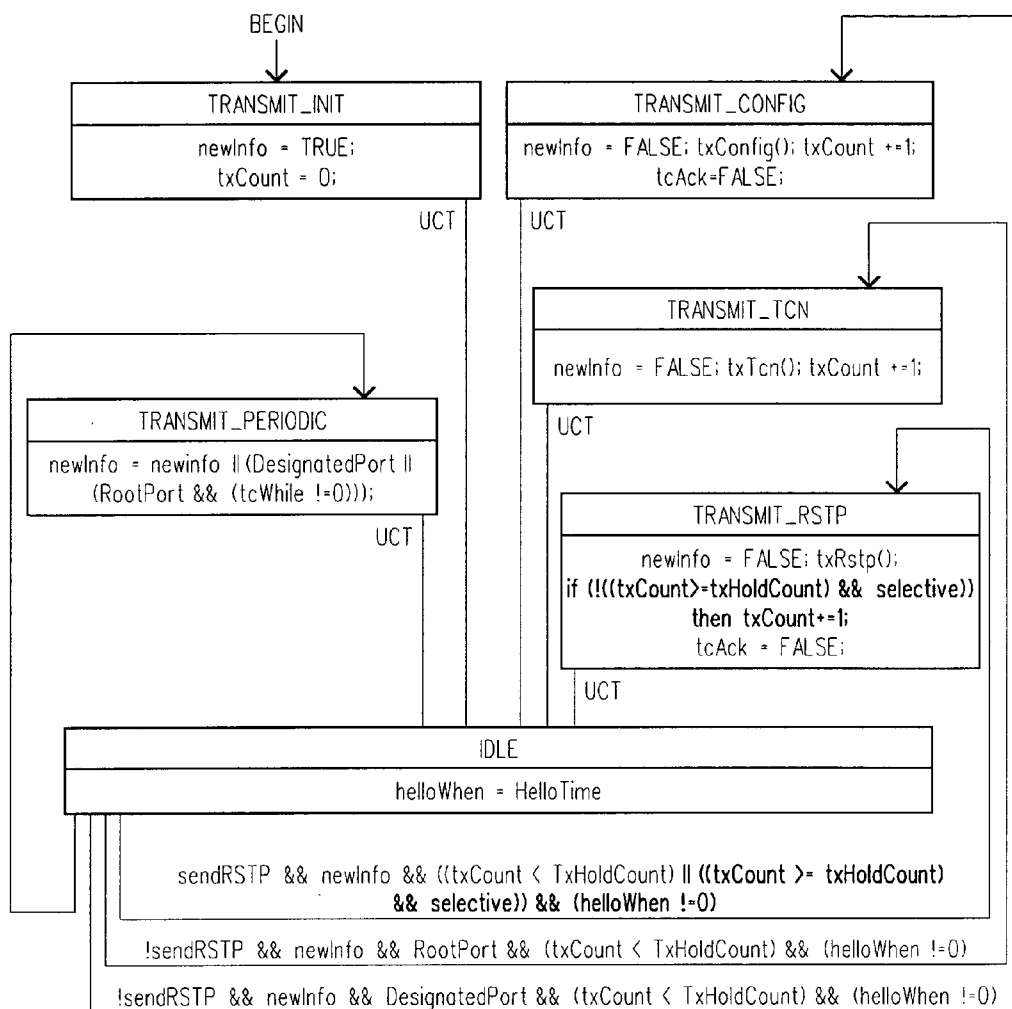 BEGIN
TRANSMIT_INIT
newInfo = TRUE;
txCount = 0;
UCT
TRANSMIT_CONFIG
newInfo = FALSE; txConfig(); txCount +=1;
tcAck=FALSE;
UCT
TRANSMIT_TCN
newInfo = FALSE; txTcn(); txCount +=1;
UCT
TRANSMIT_PERIODIC
newInfo = newinfo || (DesignatedPort ||
(RootPort && (tcWhile !=0)));
UCT
TRANSMIT_RSTP
newInfo = FALSE; txRstp();
if (!((txCount>=txHoldCount) && selective))
then txCount+=1;
tcAck = FALSE;
UCT
IDLE
helloWhen = HelloTime
sendRSTP && newInfo && ((txCount < TxHoldCount) || ((txCount >= txHoldCount)
&& selective)) && (helloWhen !=0)
!sendRSTP && newInfo && RootPort && (txCount < TxHoldCount) && (helloWhen !=0)
!sendRSTP && newInfo && DesignatedPort && (txCount < TxHoldCount) && (helloWhen !=0)